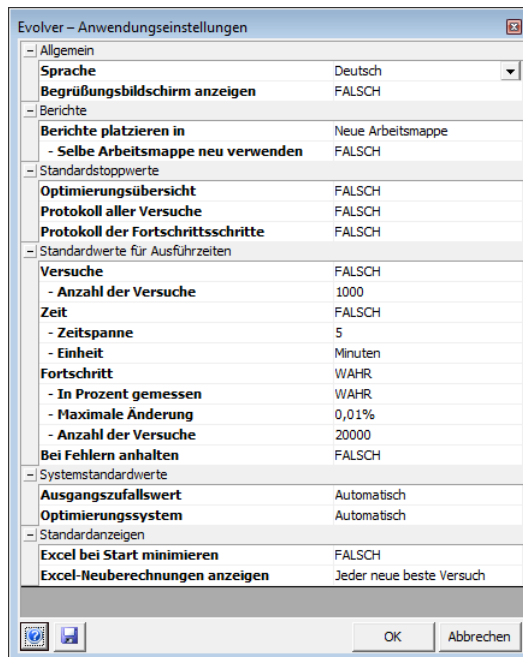 Evolver – Anwendungseinstellungen
Allgemein
Sprache Deutsch
Begrüßungsbildschirm anzeigen FALSCH
Berichte
Berichte platzieren in Neue Arbeitsmappe
- Selbe Arbeitsmappe neu verwenden FALSCH
Standardstoppwerte
Optimierungsübersicht FALSCH
Protokoll aller Versuche FALSCH
Protokoll der Fortschrittsschritte FALSCH
Standardwerte für Ausführzeiten
Versuche FALSCH
- Anzahl der Versuche 1000
Zeit FALSCH
- Zeitspanne 5
- Einheit Minuten
Fortschritt WAHR
- In Prozent gemessen WAHR
- Maximale Änderung 0,01%
- Anzahl der Versuche 20000
Bei Fehlern anhalten FALSCH
Systemstandardwerte
Ausgangszufallswert Automatisch
Optimierungssystem Automatisch
Standardanzeigen
Excel bei Start minimieren FALSCH
Excel-Neuberechnungen anzeigen Jeder neue beste Versuch
OK Abbrechen